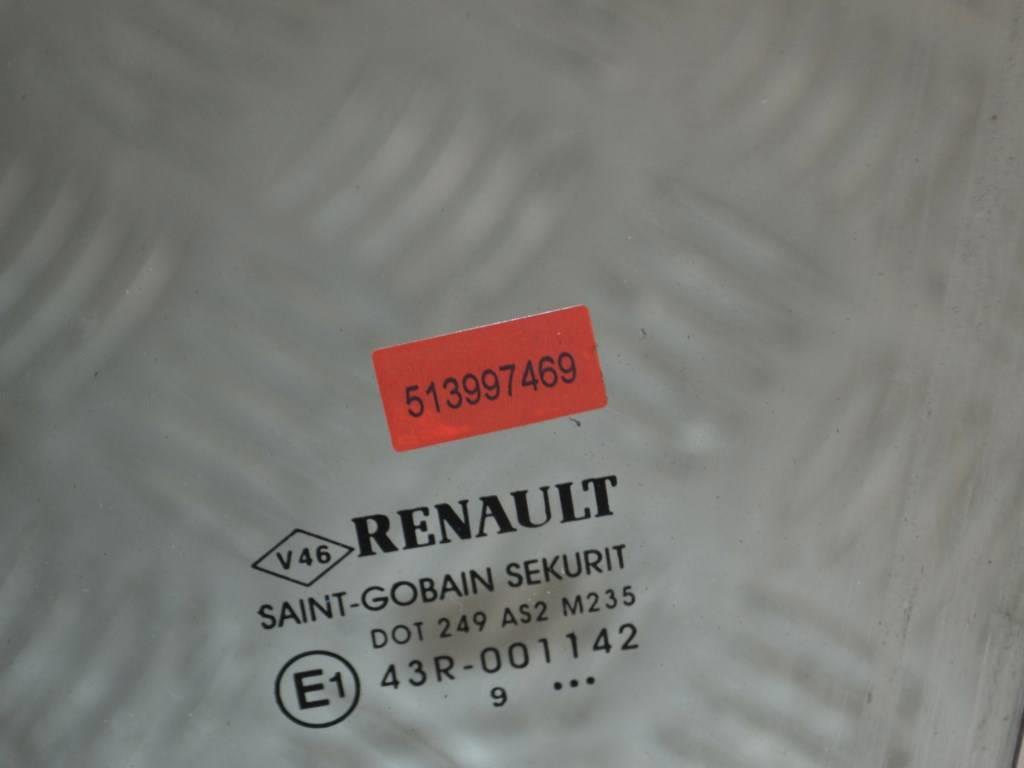 513997469
V46 RENAULT
SAINT-GOBAIN SEKURIT
DOT 249 AS2 M235
E1 43R-001142
9 ...